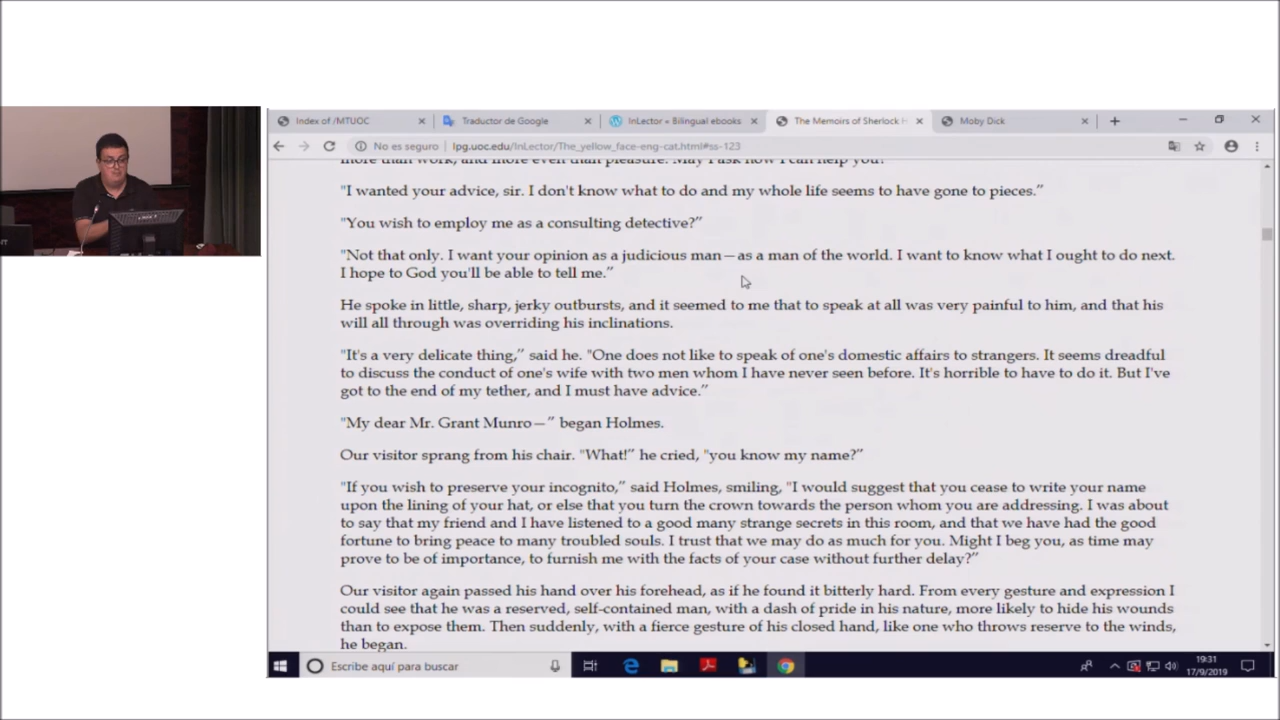 Index of /MTUOC
Traductor de Google
InLector » Bilingual ebooks
The Memoirs of Sherlock H
Moby Dick
No es seguro
lpg.uoc.edu/InLector/The_yellow_face-eng-cat.html#ss-123
more than work, and more even than pleasure. May I ask how I can help you?"
"I wanted your advice, sir. I don't know what to do and my whole life seems to have gone to pieces."
"You wish to employ me as a consulting detective?"
"Not that only. I want your opinion as a judicious man—as a man of the world. I want to know what I ought to do next.
I hope to God you'll be able to tell me."
He spoke in little, sharp, jerky outbursts, and it seemed to me that to speak at all was very painful to him, and that his
will all through was overriding his inclinations.
"It's a very delicate thing," said he. "One does not like to speak of one's domestic affairs to strangers. It seems dreadful
to discuss the conduct of one's wife with two men whom I have never seen before. It's horrible to have to do it. But I've
got to the end of my tether, and I must have advice."
"My dear Mr. Grant Munro—" began Holmes.
Our visitor sprang from his chair. "What!" he cried, "you know my name?"
"If you wish to preserve your incognito," said Holmes, smiling, "I would suggest that you cease to write your name
upon the lining of your hat, or else that you turn the crown towards the person whom you are addressing. I was about
to say that my friend and I have listened to a good many strange secrets in this room, and that we have had the good
fortune to bring peace to many troubled souls. I trust that we may do as much for you. Might I beg you, as time may
prove to be of importance, to furnish me with the facts of your case without further delay?"
Our visitor again passed his hand over his forehead, as if he found it bitterly hard. From every gesture and expression I
could see that he was a reserved, self-contained man, with a dash of pride in his nature, more likely to hide his wounds
than to expose them. Then suddenly, with a fierce gesture of his closed hand, like one who throws reserve to the winds,
he began.
Escribe aquí para buscar
19:31
17/9/2019